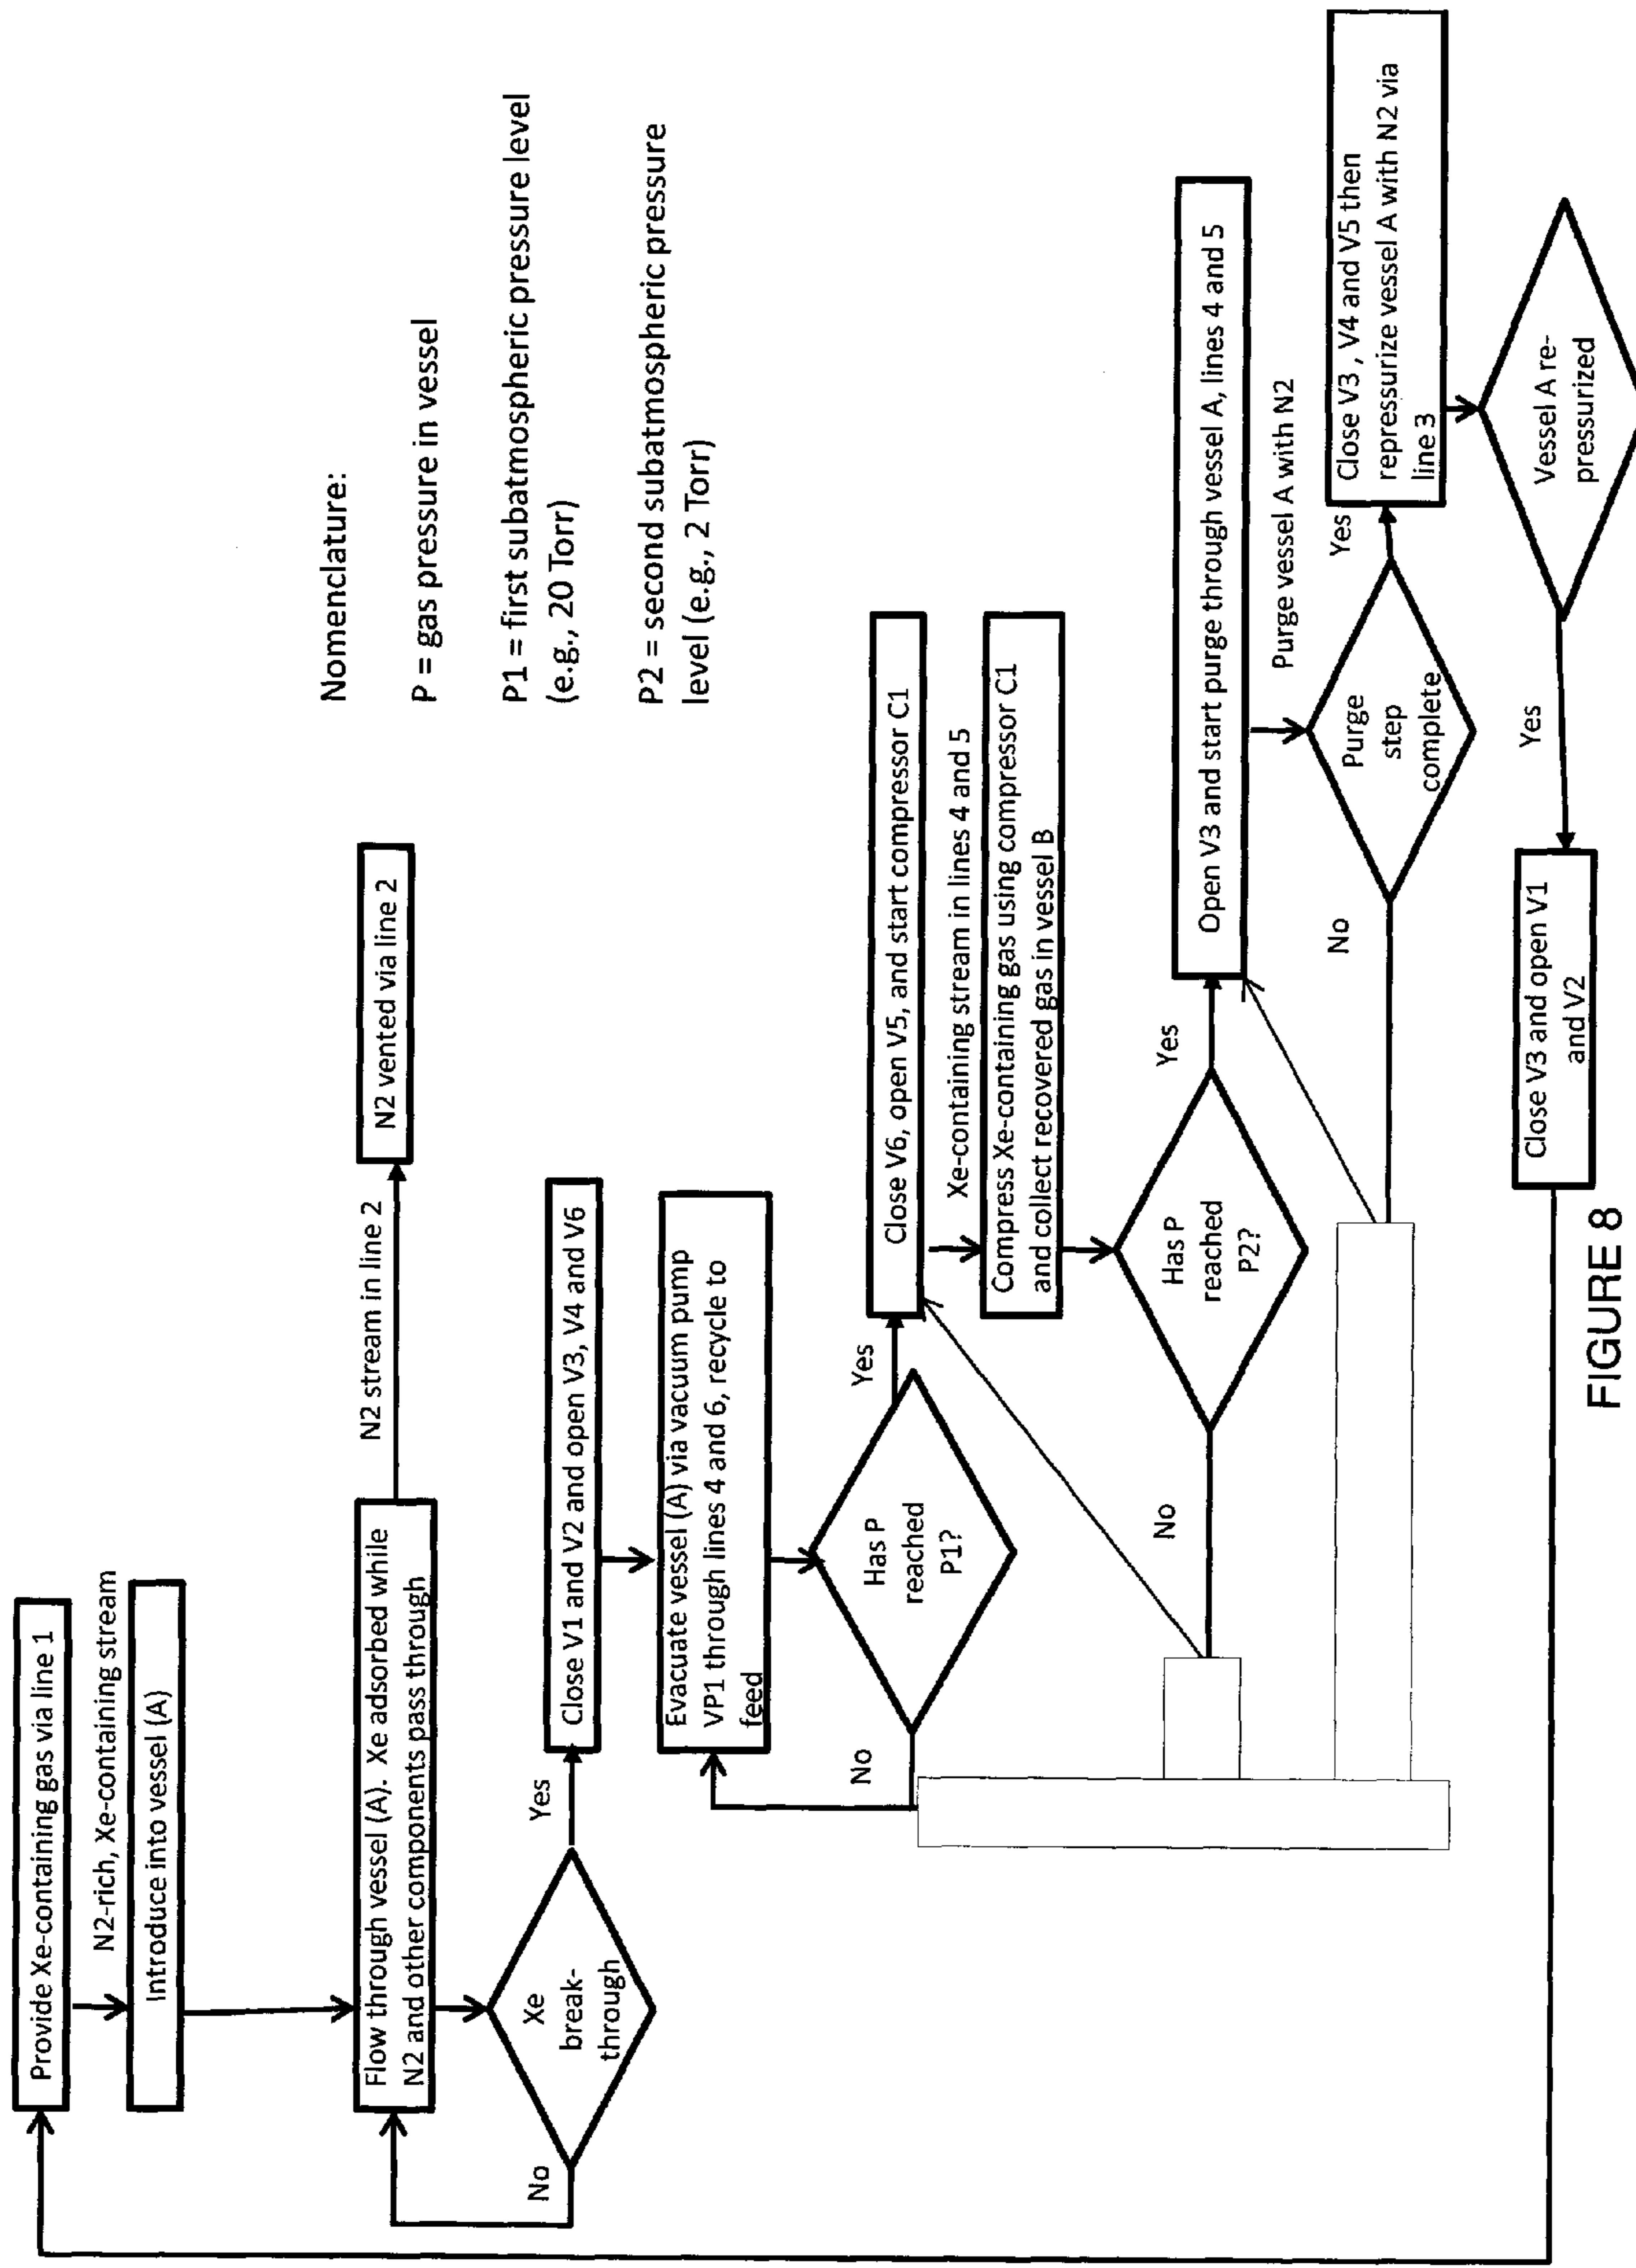 Provide Xe-containing gas via line 1
N2-rich, Xe-containing stream
Introduce into vessel (A)
Flow through vessel (A). Xe adsorbed while
N2 and other components pass through
N2 stream in line 2
N2 vented via line 2
Xe
break-
through
No
Yes
Close V1 and V2 and open V3, V4 and V6
Evacuate vessel (A) via vacuum pump
VP1 through lines 4 and 6, recycle to
feed
Has P
reached
P1?
No
Yes
Close V6, open V5, and start compressor C1
Xe-containing stream in lines 4 and 5
Compress Xe-containing gas using compressor C1
and collect recovered gas in vessel B
Has P
reached
P2?
No
Yes
Open V3 and start purge through vessel A, lines 4 and 5
Purge vessel A with N2
Purge
step
complete
No
Yes
Close V3 , V4 and V5 then
repressurize vessel A with N2 via
line 3
Vessel A re-
pressurized
Yes
Close V3 and open V1
and V2
Nomenclature:
P = gas pressure in vessel
P1 = first subatmospheric pressure level
(e.g., 20 Torr)
P2 = second subatmospheric pressure
level (e.g., 2 Torr)
FIGURE 8